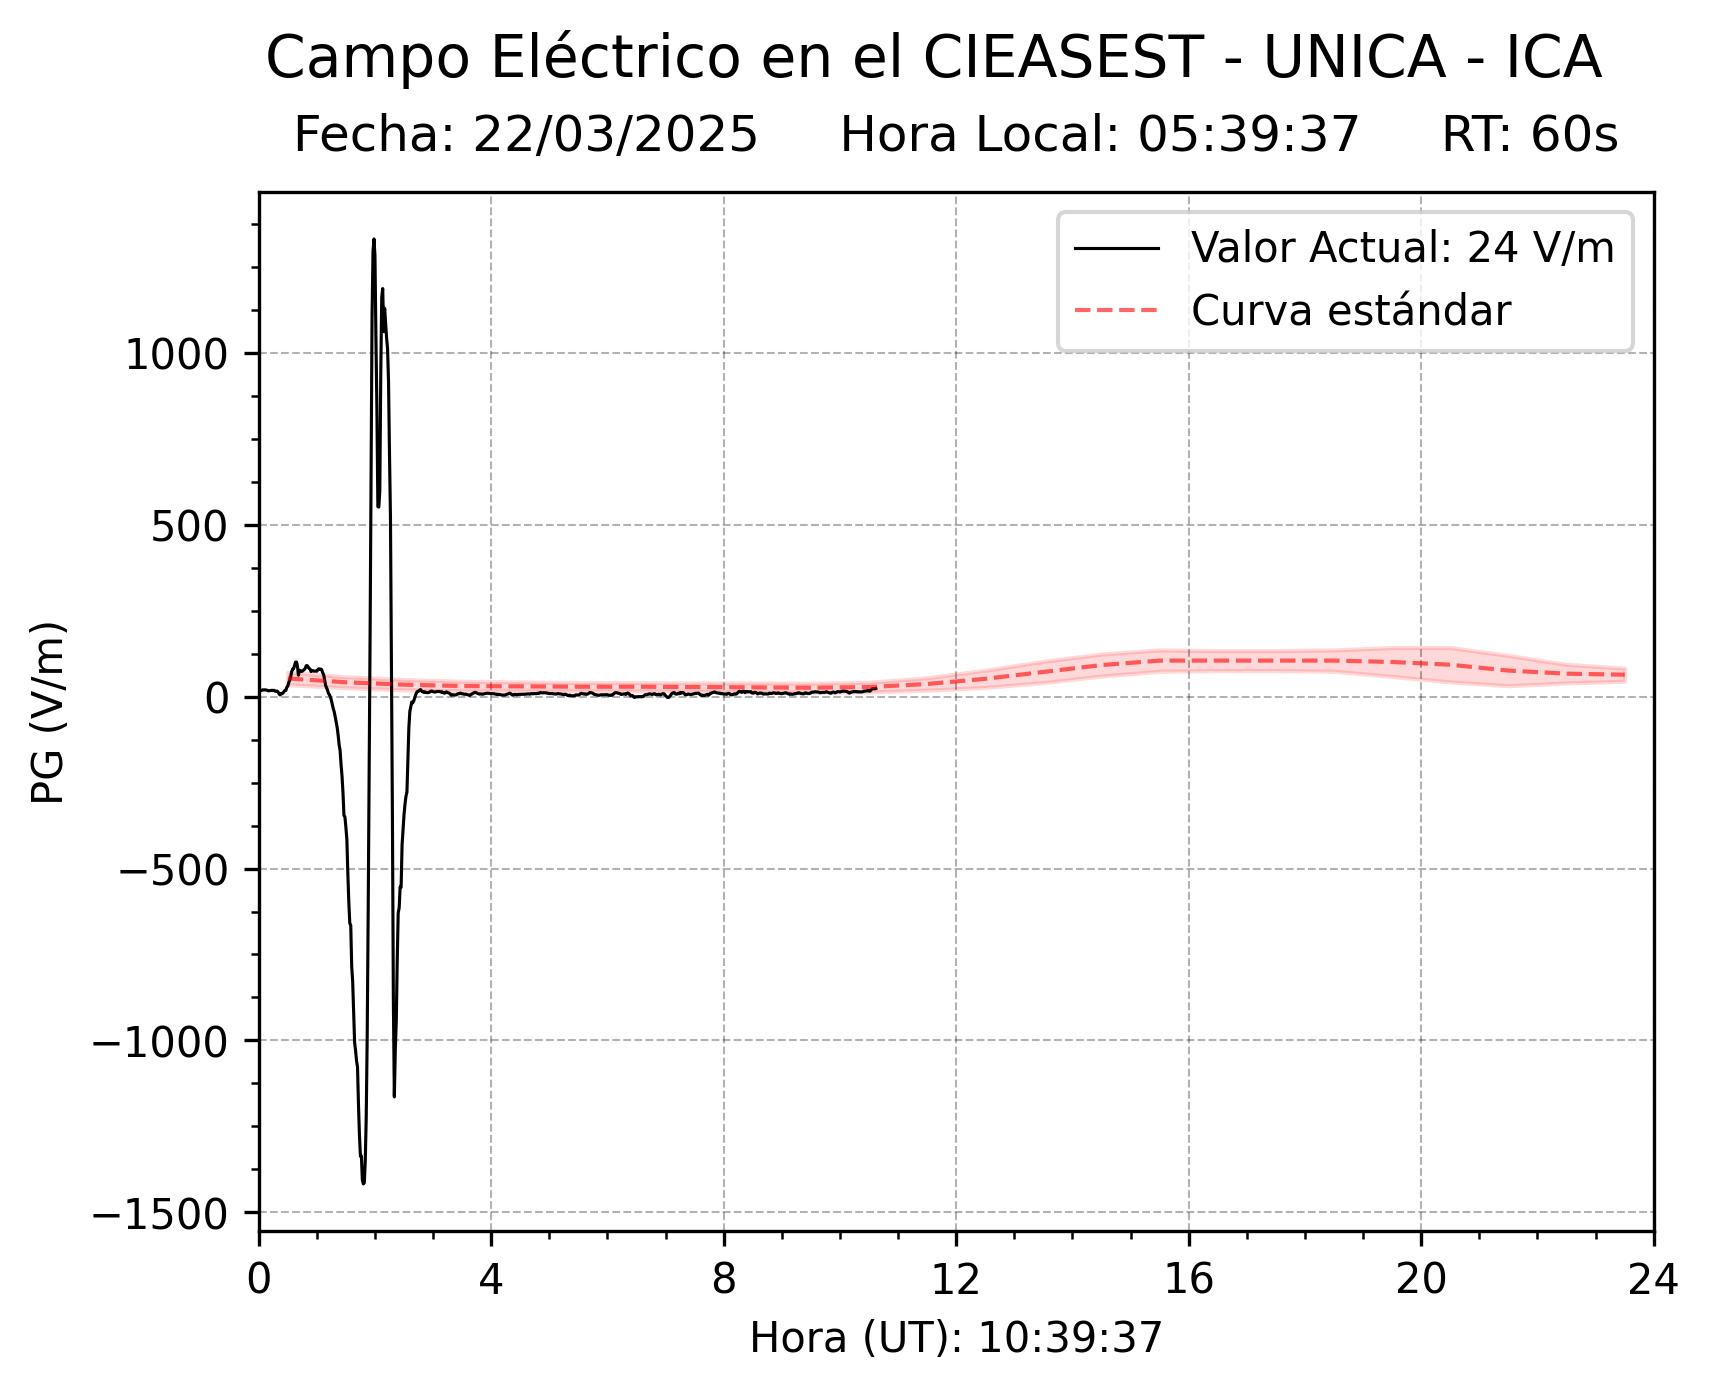 Campo Eléctrico en el CIEASEST - UNICA - ICA
Fecha: 22/03/2025 Hora Local: 05:39:37 RT: 60s
Valor Actual: 24 V/m
Curva estándar
PG (V/m)
1000
500
0
−500
−1000
−1500
0 4 8 12 16 20 24
Hora (UT): 10:39:37